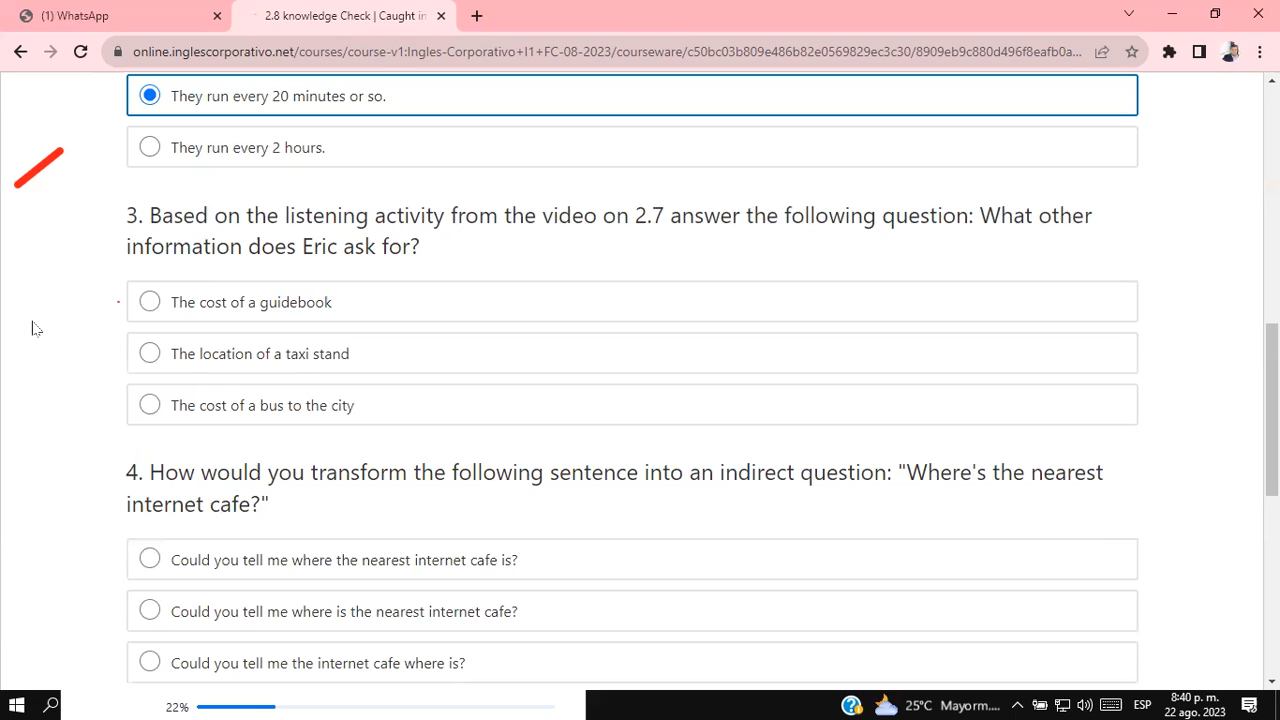 (1) WhatsApp
2.8 knowledge Check | Caught in
online.inglescorporativo.net/courses/course-v1:Ingles-Corporativo+I1+FC-08-2023/courseware/c50bc03b809e486b82e0569829ec3c30/8909eb9c880d496f8eafb0a...
They run every 20 minutes or so.
They run every 2 hours.
3. Based on the listening activity from the video on 2.7 answer the following question: What other
information does Eric ask for?
The cost of a guidebook
The location of a taxi stand
The cost of a bus to the city
4. How would you transform the following sentence into an indirect question: "Where's the nearest
internet cafe?"
Could you tell me where the nearest internet cafe is?
Could you tell me where is the nearest internet cafe?
Could you tell me the internet cafe where is?
22%
25°C Mayorm....
ESP
8:40 p. m.
22 ago. 2023